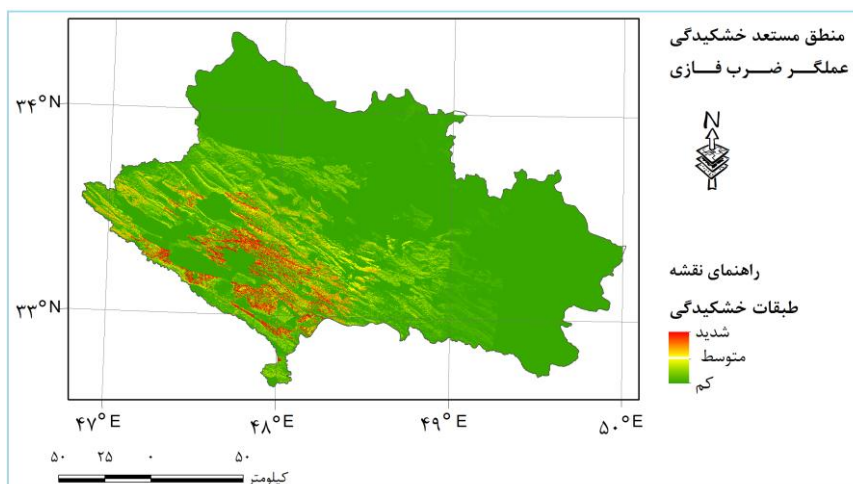 منطق مستعد خشکیدگی
عملگر ضرب فازی
N
راهنمای نقشه
طبقات خشکیدگی
شدید
متوسط
کم
۳۴°N
۳۳°N
۴۷°E
۴۸°E
۴۹°E
۵۰°E
۵۰ ۲۵ ۰ ۵۰
کیلومتر